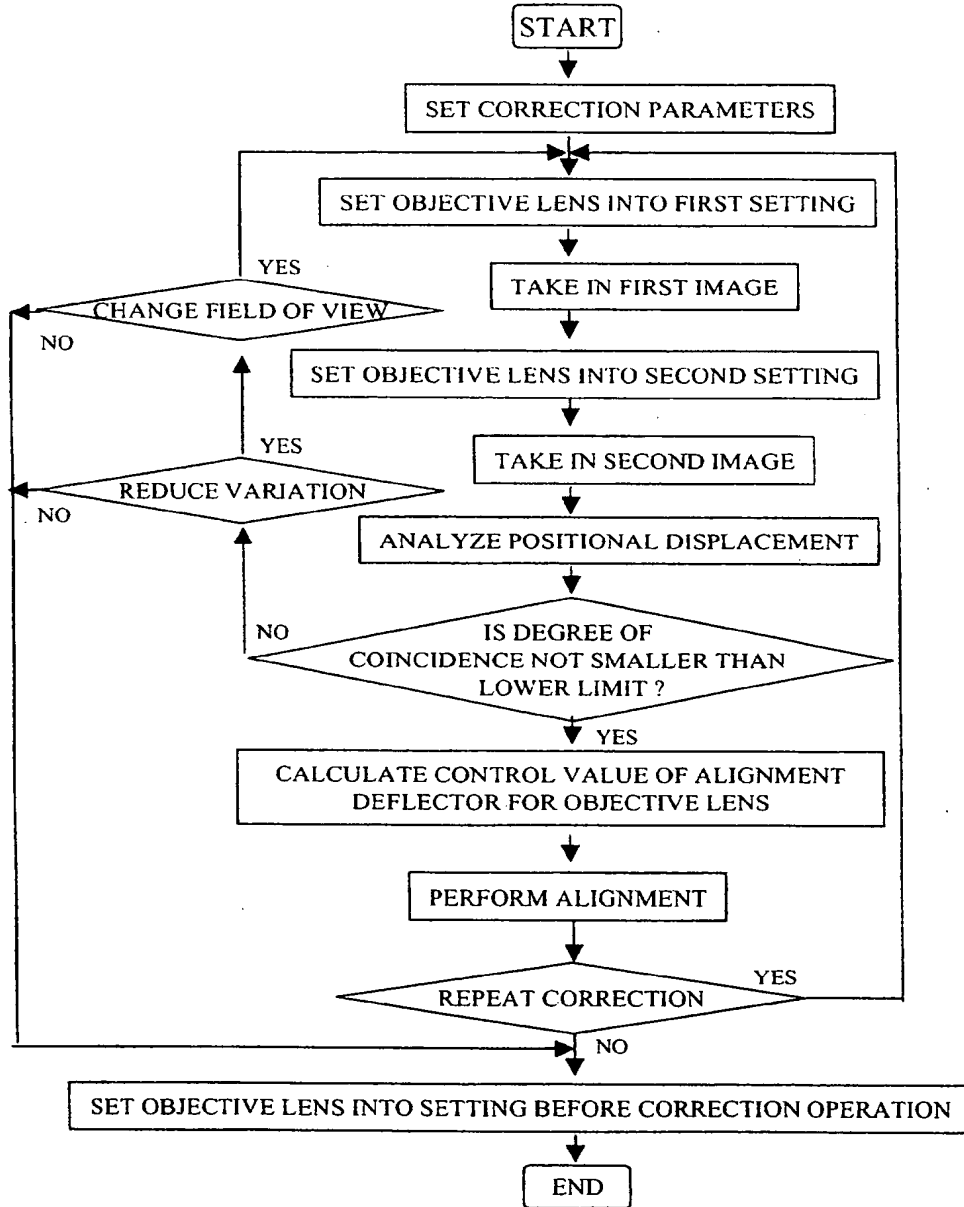 START
SET CORRECTION PARAMETERS
SET OBJECTIVE LENS INTO FIRST SETTING
YES
TAKE IN FIRST IMAGE
CHANGE FIELD OF VIEW
NO
SET OBJECTIVE LENS INTO SECOND SETTING
YES
TAKE IN SECOND IMAGE
REDUCE VARIATION
NO
ANALYZE POSITIONAL DISPLACEMENT
NO
IS DEGREE OF
COINCIDENCE NOT SMALLER THAN
LOWER LIMIT ?
YES
CALCULATE CONTROL VALUE OF ALIGNMENT
DEFLECTOR FOR OBJECTIVE LENS
PERFORM ALIGNMENT
YES
REPEAT CORRECTION
NO
SET OBJECTIVE LENS INTO SETTING BEFORE CORRECTION OPERATION
END